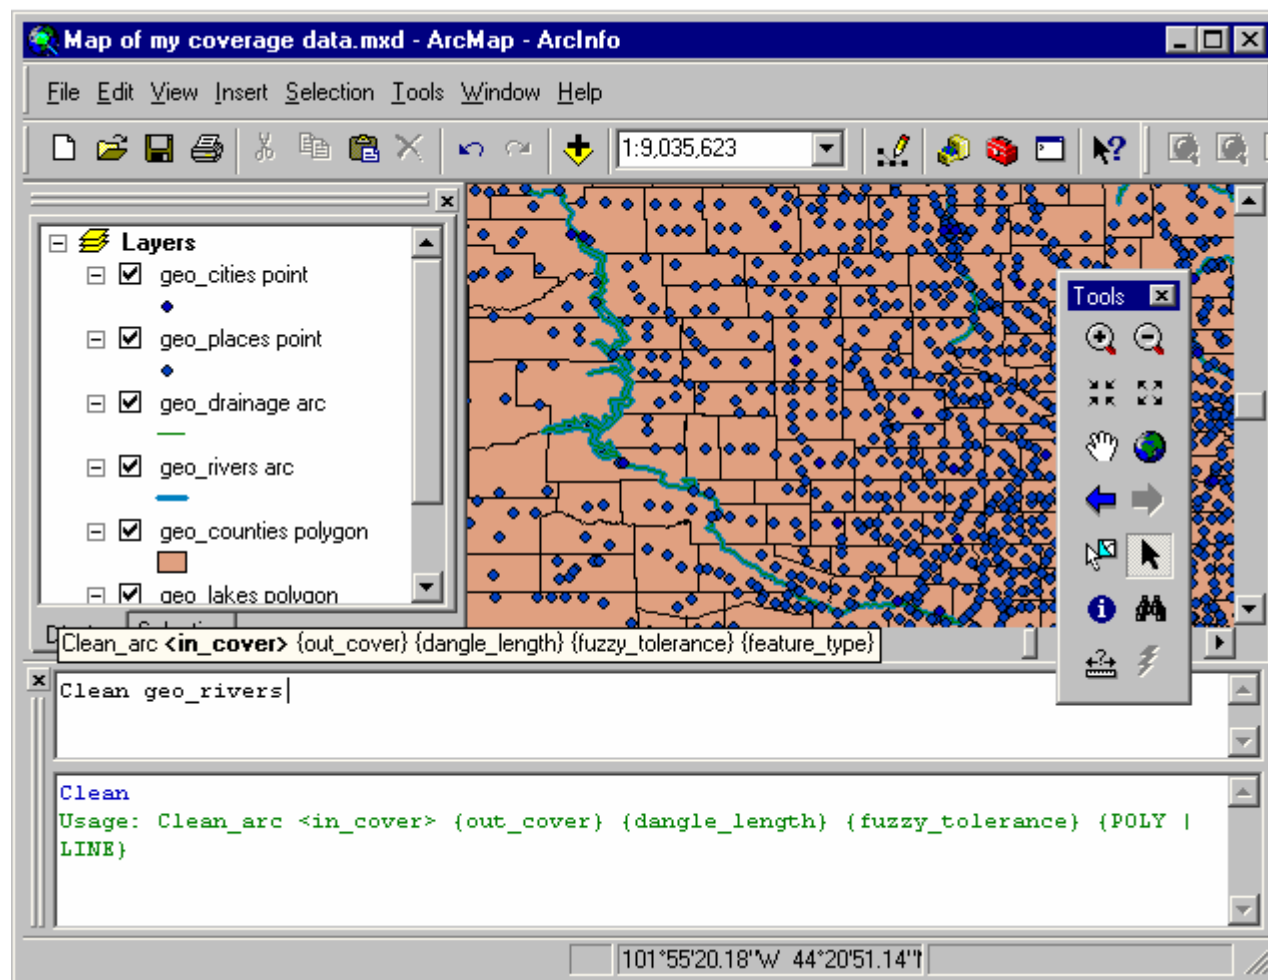 Map of my coverage data.mxd - ArcMap - ArcInfo
File Edit View Insert Selection Tools Window Help
1:9,035,623
Layers
geo_cities point
geo_places point
geo_drainage arc
geo_rivers arc
geo_counties polygon
geo_lakes polygon
Tools
Clean_arc <in_cover> {out_cover} {dangle_length} {fuzzy_tolerance} {feature_type}
Clean geo_rivers
Clean
Usage: Clean_arc <in_cover> {out_cover} {dangle_length} {fuzzy_tolerance} {POLY |
LINE}
101°55'20.18"W 44°20'51.14"